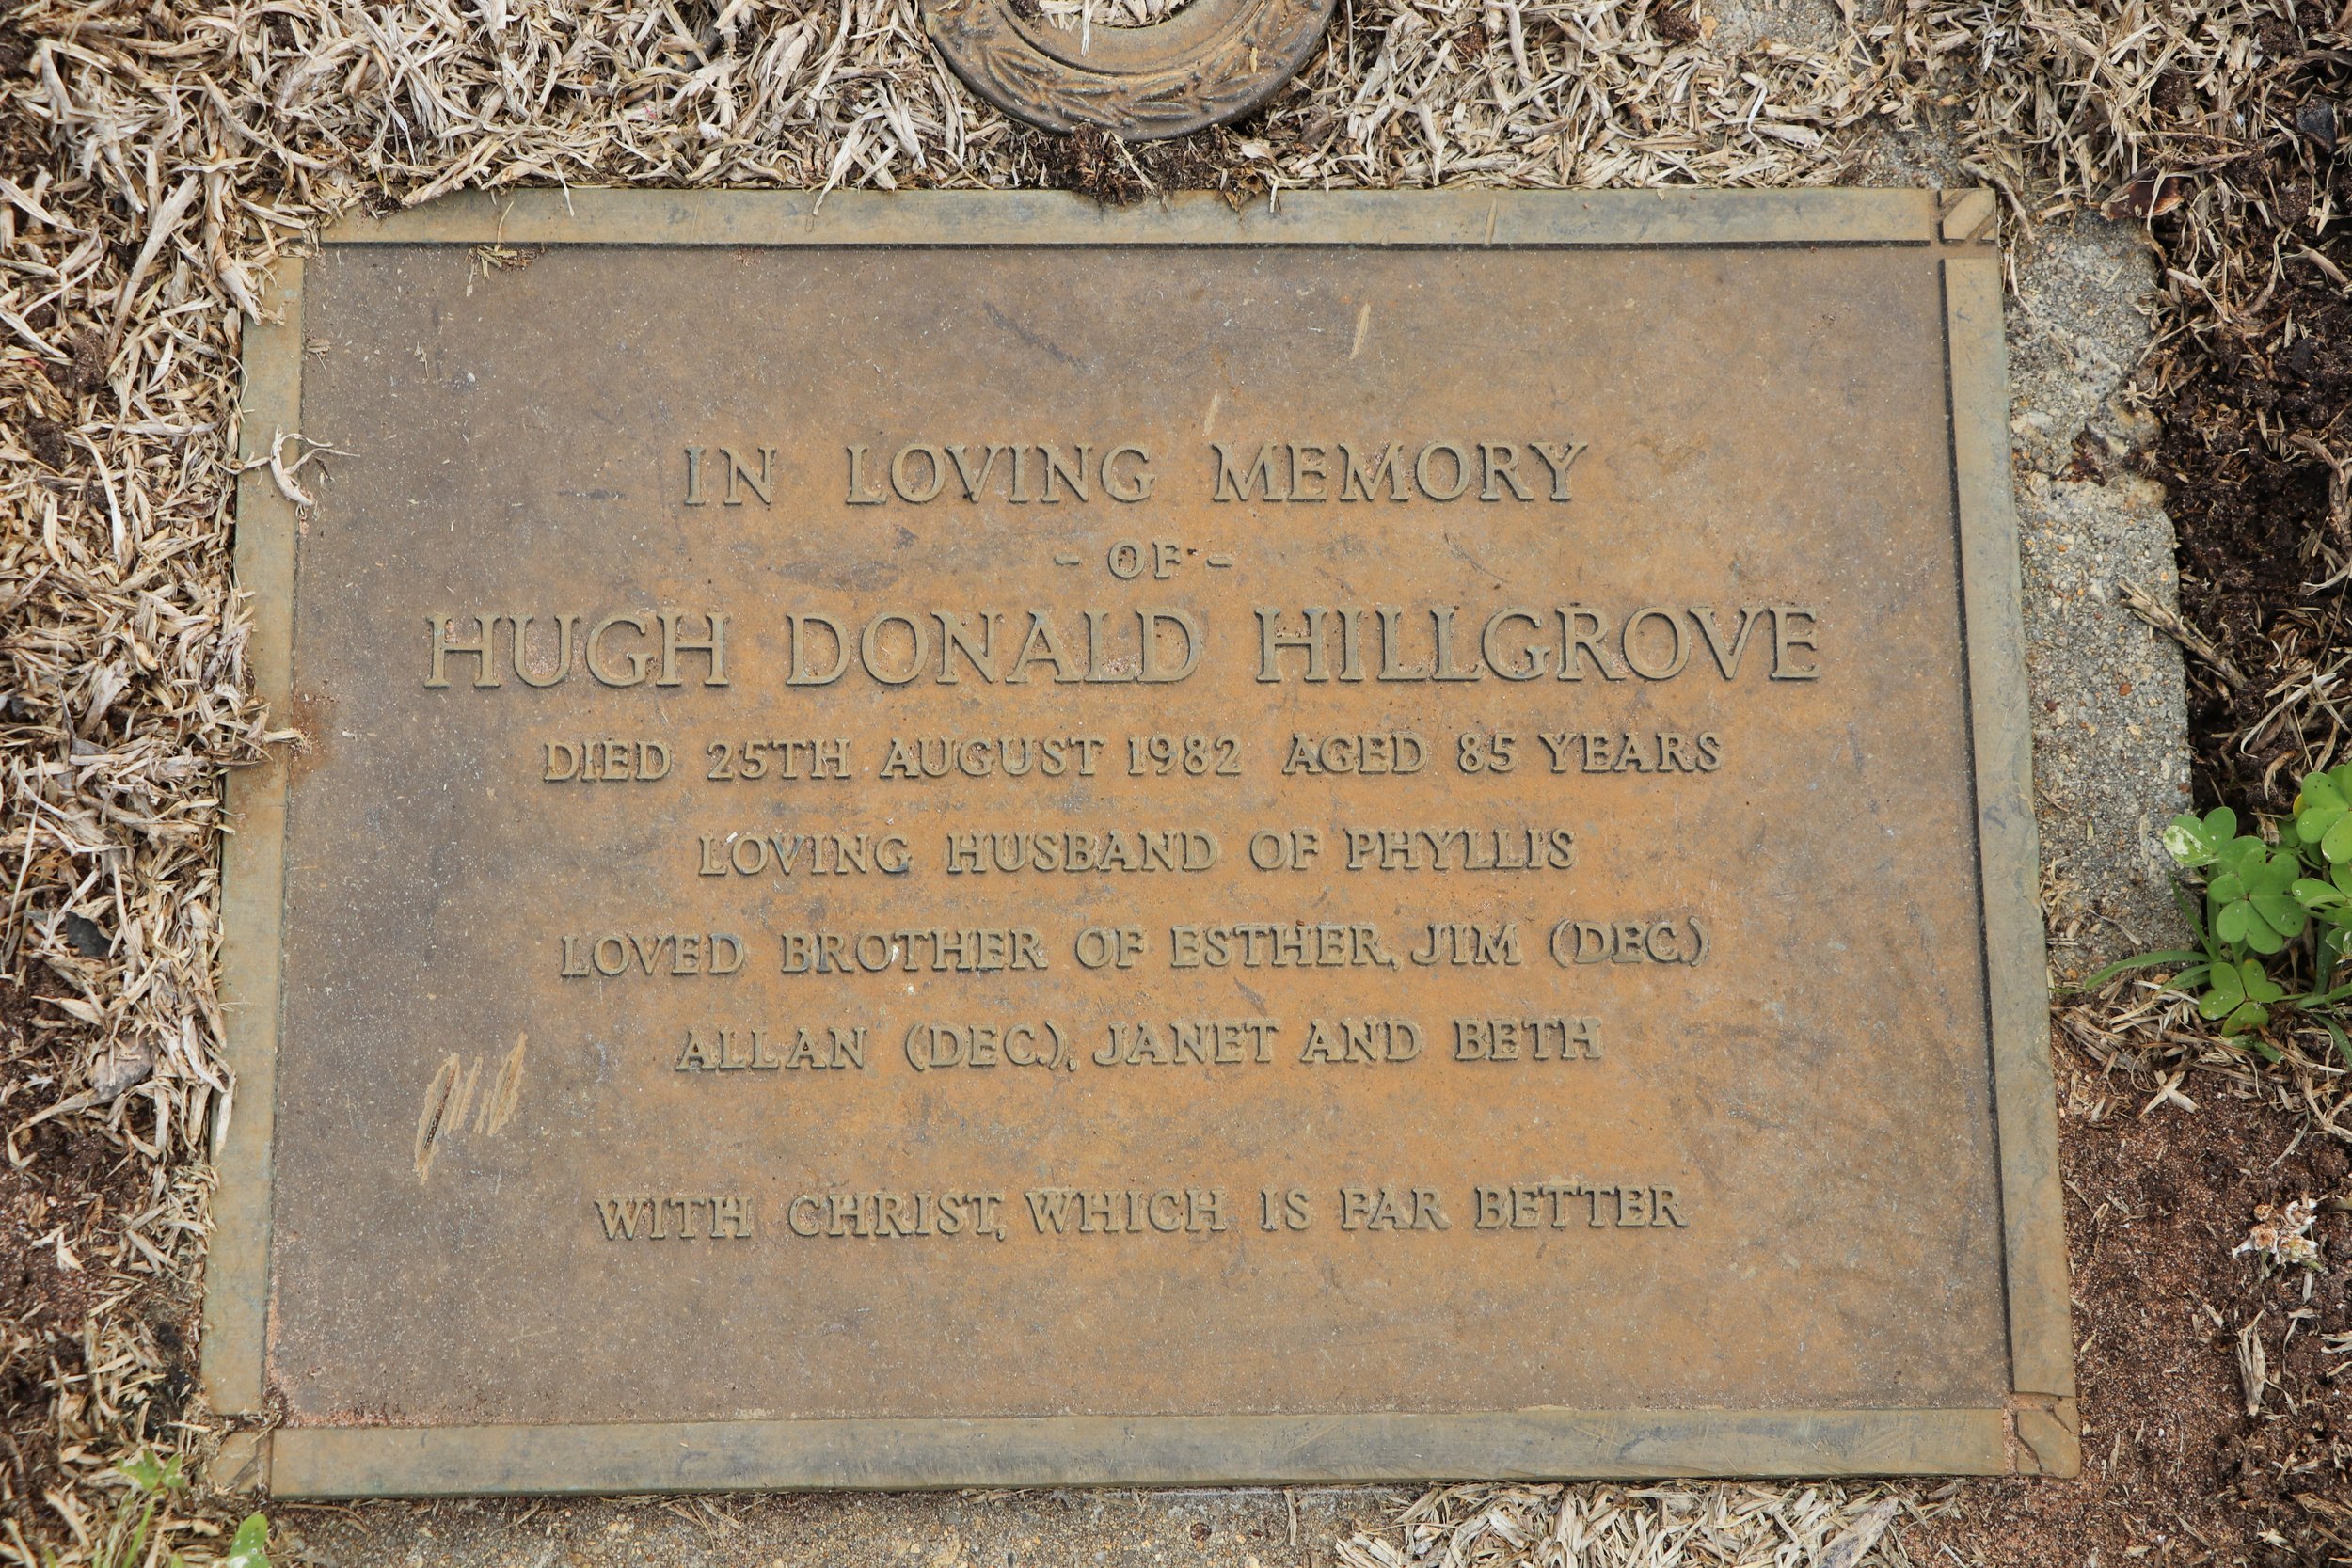 IN LOVING MEMORY
- OF -
HUGH DONALD HILLGROVE
DIED 25TH AUGUST 1982 AGED 85 YEARS
LOVING HUSBAND OF PHYLLIS
LOVED BROTHER OF ESTHER, JIM (DEC.)
ALLAN (DEC.), JANET AND BETH
WITH CHRIST, WHICH IS FAR BETTER